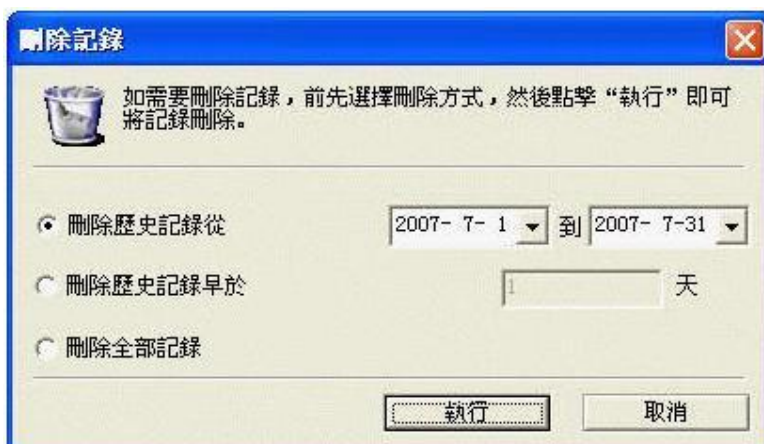 刪除記錄
如需要刪除記錄，前先選擇刪除方式，然後點擊“執行”即可
將記錄刪除。
刪除歷史記錄從 2007- 7- 1 到 2007- 7-31
刪除歷史記錄早於 1 天
刪除全部記錄
執行 取消